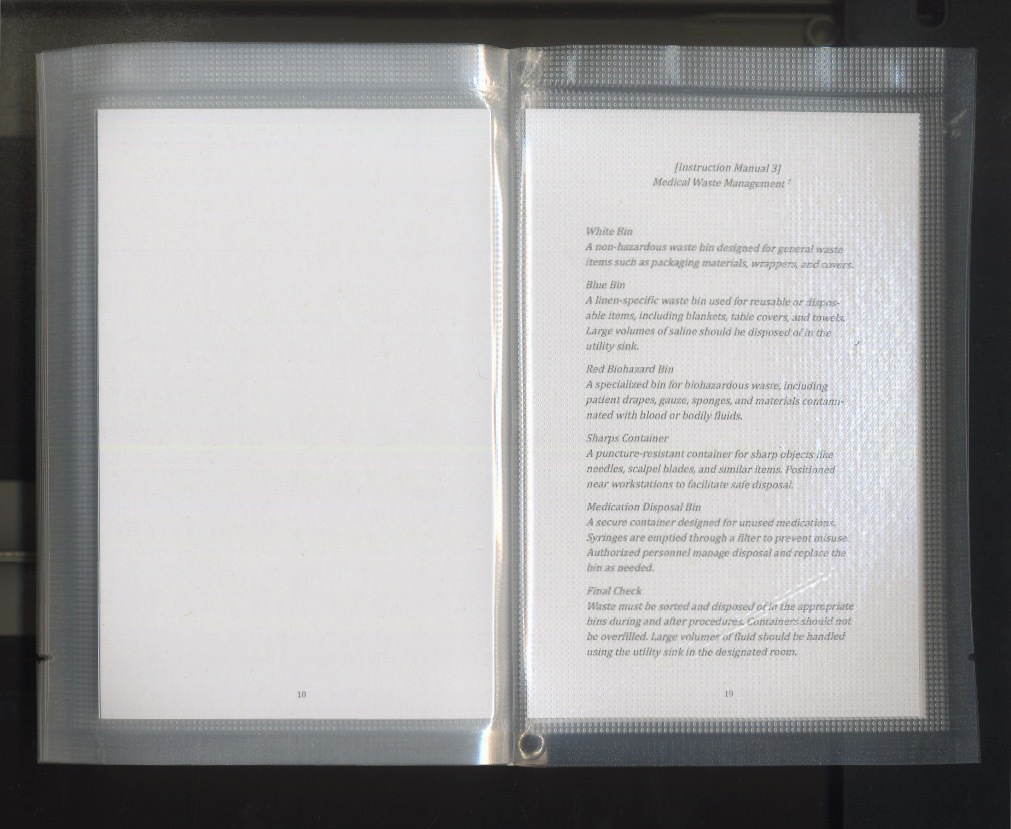 [Instruction Manual 3]
Medical Waste Management ⁷
White Bin
A non-hazardous waste bin designed for general waste
items such as packaging materials, wrappers, and covers.
Blue Bin
A linen-specific waste bin used for reusable or dispos-
able items, including blankets, table covers, and towels.
Large volumes of saline should be disposed of in the
utility sink.
Red Biohazard Bin
A specialized bin for biohazardous waste, including
patient drapes, gauze, sponges, and materials contami-
nated with blood or bodily fluids.
Sharps Container
A puncture-resistant container for sharp objects like
needles, scalpel blades, and similar items. Positioned
near workstations to facilitate safe disposal.
Medication Disposal Bin
A secure container designed for unused medications.
Syringes are emptied through a filter to prevent misuse.
Authorized personnel manage disposal and replace the
bin as needed.
Final Check
Waste must be sorted and disposed of in the appropriate
bins during and after procedures. Containers should not
be overfilled. Large volumes of fluid should be handled
using the utility sink in the designated room.
18
19